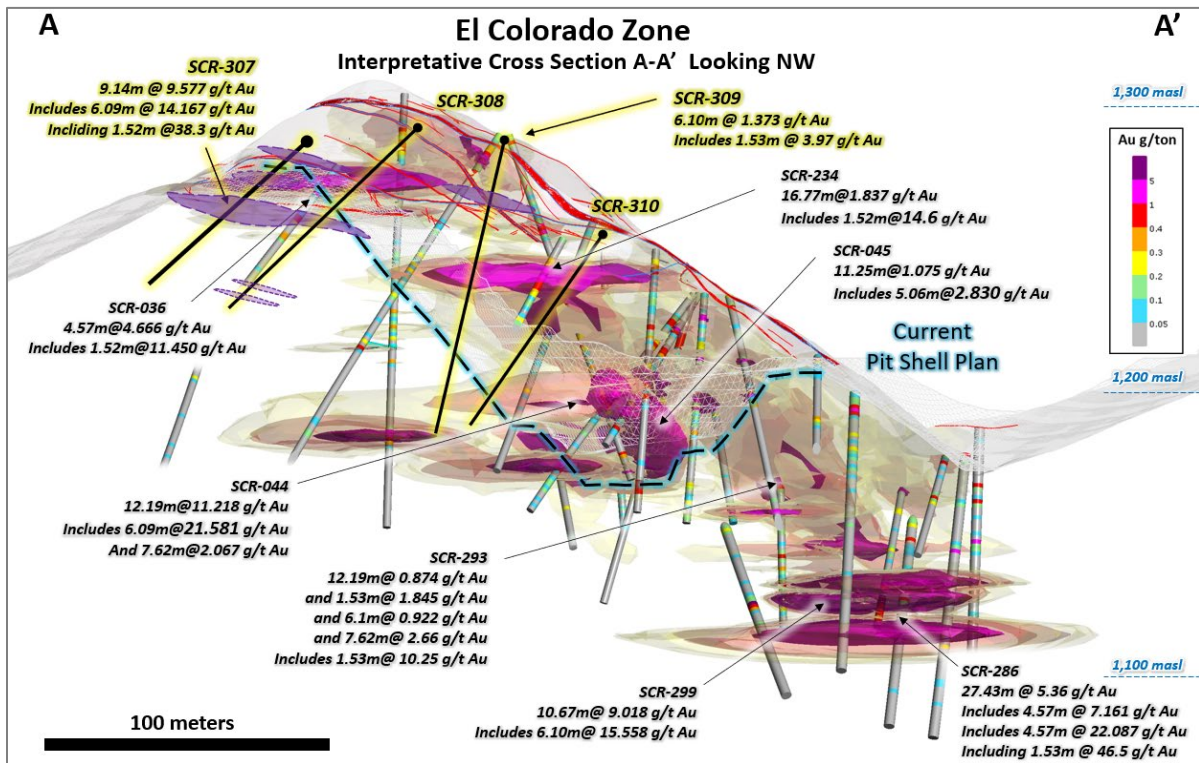 A
El Colorado Zone
A’
Interpretative Cross Section A-A’ Looking NW
SCR-307
9.14m @ 9.577 g/t Au
Includes 6.09m @ 14.167 g/t Au
Incliding 1.52m @38.3 g/t Au
SCR-308
SCR-309
6.10m @ 1.373 g/t Au
Includes 1.53m @ 3.97 g/t Au
1,300 masl
Au g/ton
5
1
0.4
0.3
0.2
0.1
0.05
SCR-234
16.77m@1.837 g/t Au
Includes 1.52m@14.6 g/t Au
SCR-310
SCR-045
11.25m@1.075 g/t Au
Includes 5.06m@2.830 g/t Au
SCR-036
4.57m@4.666 g/t Au
Includes 1.52m@11.450 g/t Au
Current
Pit Shell Plan
1,200 masl
SCR-044
12.19m@11.218 g/t Au
Includes 6.09m@21.581 g/t Au
And 7.62m@2.067 g/t Au
SCR-293
12.19m@ 0.874 g/t Au
and 1.53m@ 1.845 g/t Au
and 6.1m@ 0.922 g/t Au
and 7.62m@ 2.66 g/t Au
Includes 1.53m@ 10.25 g/t Au
SCR-299
10.67m@ 9.018 g/t Au
Includes 6.10m@ 15.558 g/t Au
SCR-286
27.43m @ 5.36 g/t Au
Includes 4.57m @ 7.161 g/t Au
Includes 4.57m @ 22.087 g/t Au
Including 1.53m @ 46.5 g/t Au
1,100 masl
100 meters